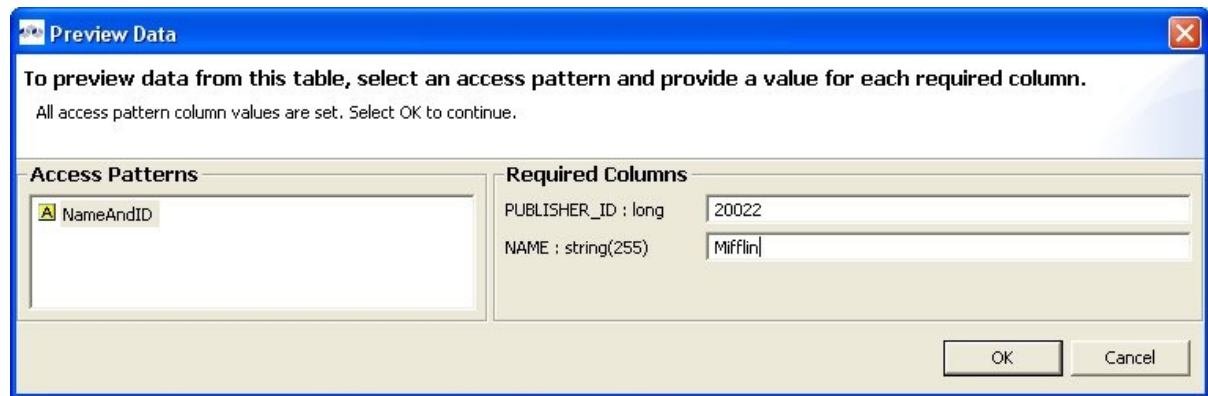 Preview Data
To preview data from this table, select an access pattern and provide a value for each required column.
All access pattern column values are set. Select OK to continue.
Access Patterns
NameAndID
Required Columns
PUBLISHER_ID : long
20022
NAME : string(255)
Mifflin
OK
Cancel